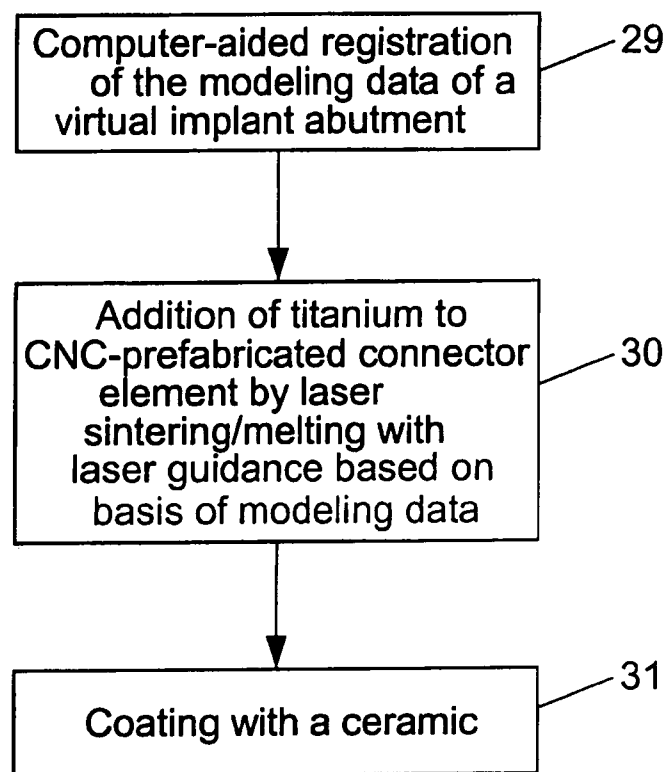 Computer-aided registration
of the modeling data of a
virtual implant abutment
29
Addition of titanium to
CNC-prefabricated connector
element by laser
sintering/melting with
laser guidance based on
basis of modeling data
30
Coating with a ceramic
31